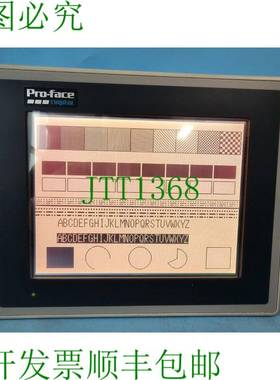 图必究
Pro-face
JTT1368
ABCDEFGHIJKLMNOPQRSTUVWXYZ
ABCDEFGHIJKLMNOPQRSTUVWXYZ
开发票顺丰包邮